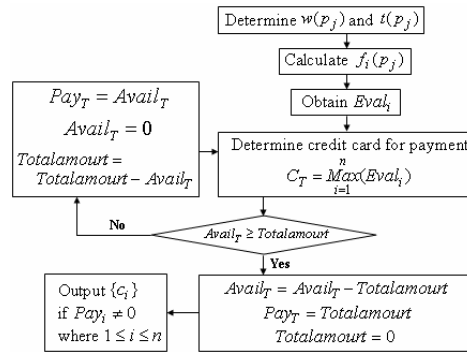 Determine w(p_j) and t(p_j)
Calculate f_i(p_j)
Obtain Eval_i
Determine credit card for payment
n
C_T = Max(Eval_i)
i=1
Pay_T = Avail_T
Avail_T = 0
Totalamourt =
Totalamourt − Avail_T
No
Avail_T ≥ Totalamourt
Yes
Avail_T = Avail_T − Totalamourt
Pay_T = Totalamourt
Totalamourt = 0
Output {c_i}
if Pay_i ≠ 0
where 1 ≤ i ≤ n